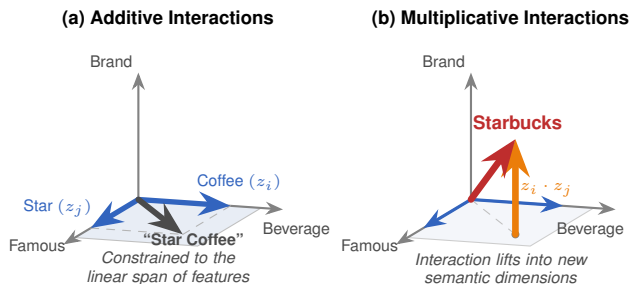 (a) Additive Interactions
Brand
Coffee (z_i)
Star (z_j)
Famous
"Star Coffee"
Beverage
Constrained to the
linear span of features
(b) Multiplicative Interactions
Brand
Starbucks
z_i · z_j
Famous
Beverage
Interaction lifts into new
semantic dimensions